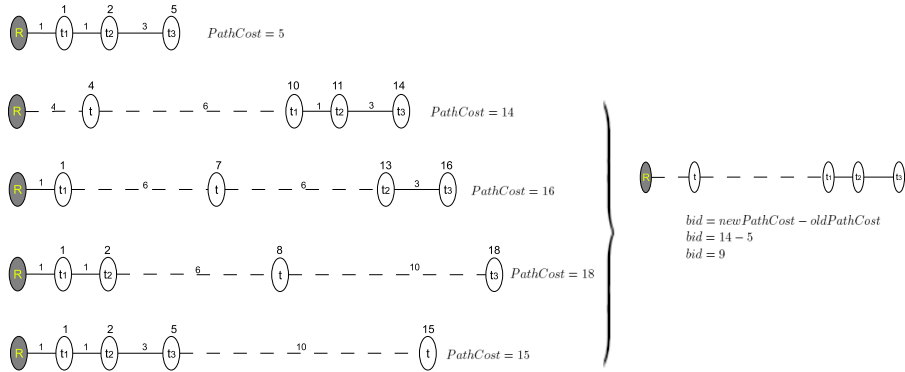 1 2 5
R 1 t1 1 t2 3 t3 PathCost = 5
4 10 11 14
R 4 t 6 t1 1 t2 3 t3 PathCost = 14
1 7 13 16
R 1 t1 6 t 6 t2 3 t3 PathCost = 16
R t t1 t2 t3
bid = newPathCost − oldPathCost
bid = 14 − 5
bid = 9
1 2 8 18
R 1 t1 1 t2 6 t 10 t3 PathCost = 18
1 2 5 15
R 1 t1 1 t2 3 t3 10 t PathCost = 15